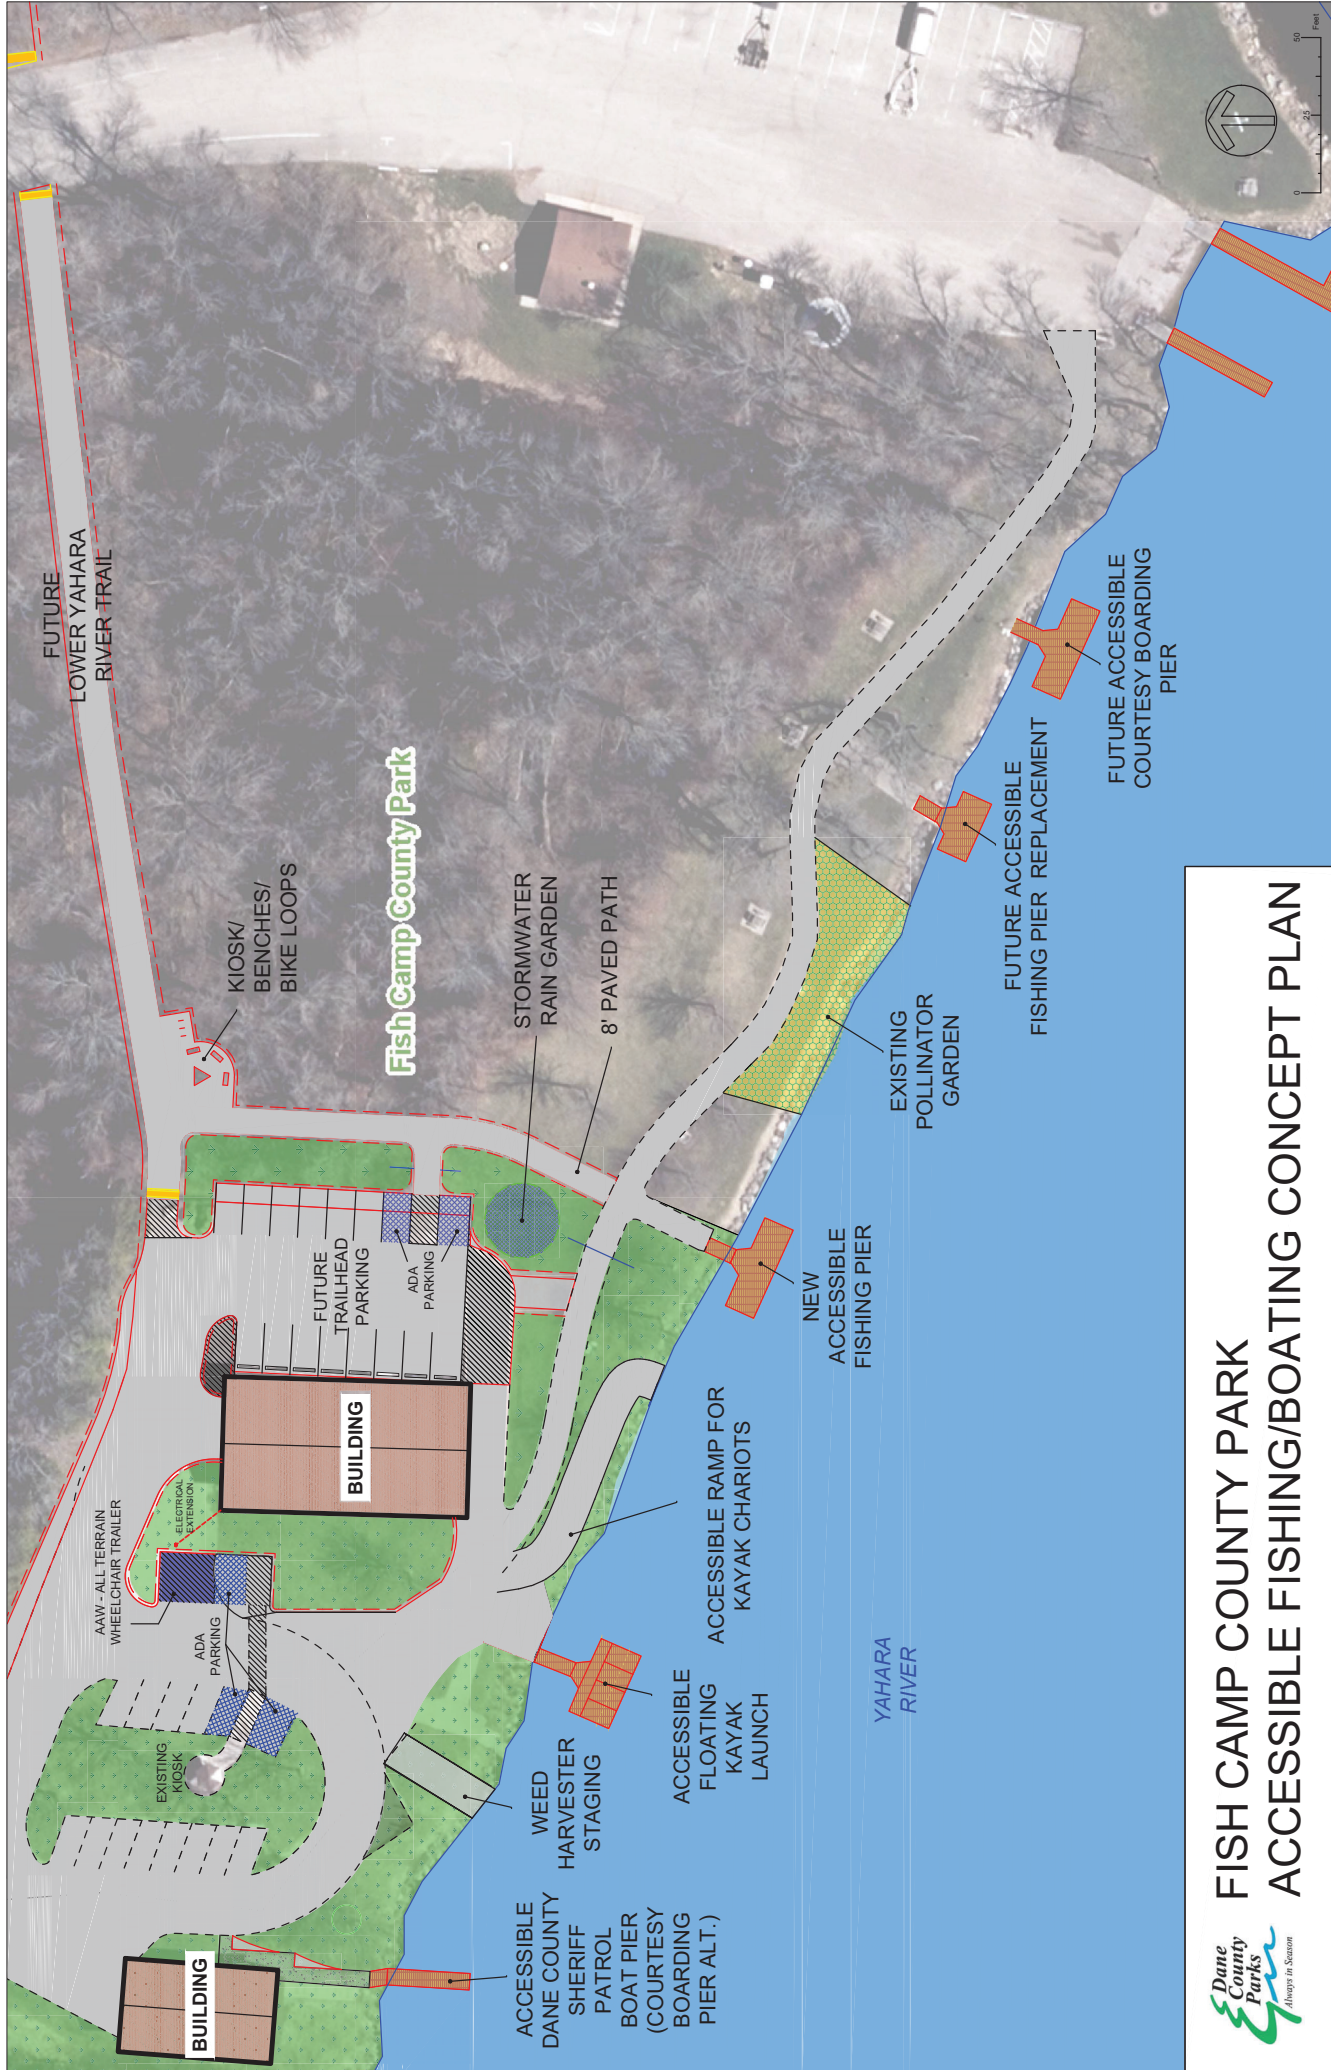 FUTURE
LOWER YAHARA
RIVER TRAIL
KIOSK/
BENCHES/
BIKE LOOPS
Fish Camp County Park
STORMWATER
RAIN GARDEN
8' PAVED PATH
AAW - ALL TERRAIN
WHEELCHAIR TRAILER
ELECTRICAL
EXTENSION
ADA
PARKING
EXISTING
KIOSK
BUILDING
BUILDING
FUTURE
TRAILHEAD
PARKING
ADA
PARKING
ACCESSIBLE
DANE COUNTY
SHERIFF
PATROL
BOAT PIER
(COURTESY
BOARDING
PIER ALT.)
WEED
HARVESTER
STAGING
ACCESSIBLE
FLOATING
KAYAK
LAUNCH
ACCESSIBLE RAMP FOR
KAYAK CHARIOTS
NEW
ACCESSIBLE
FISHING PIER
EXISTING
POLLINATOR
GARDEN
FUTURE ACCESSIBLE
FISHING PIER REPLACEMENT
FUTURE ACCESSIBLE
COURTESY BOARDING
PIER
YAHARA
RIVER
0 25 50
Feet
Dane
County
Parks
Always in Season
FISH CAMP COUNTY PARK
ACCESSIBLE FISHING/BOATING CONCEPT PLAN